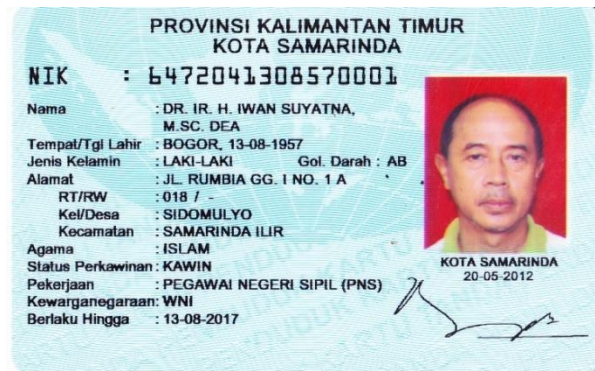 PROVINSI KALIMANTAN TIMUR
KOTA SAMARINDA
NIK : 6472041308570001
Nama : DR. IR. H. IWAN SUYATNA,
M.SC. DEA
Tempat/Tgl Lahir : BOGOR, 13-08-1957
Jenis Kelamin : LAKI-LAKI Gol. Darah : AB
Alamat : JL. RUMBIA GG. I NO. 1 A
RT/RW : 018 / -
Kel/Desa : SIDOMULYO
Kecamatan : SAMARINDA ILIR
Agama : ISLAM
Status Perkawinan : KAWIN
Pekerjaan : PEGAWAI NEGERI SIPIL (PNS)
Kewarganegaraan : WNI
Berlaku Hingga : 13-08-2017
KOTA SAMARINDA
20-05-2012